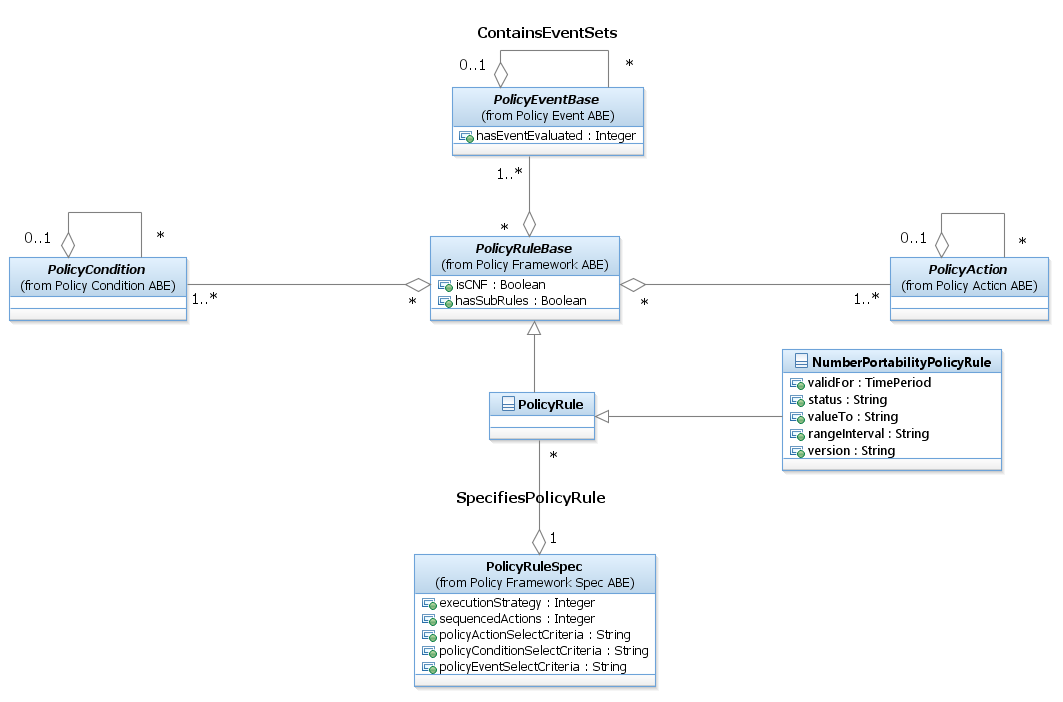 ContainsEventSets
0..1
*
PolicyEventBase
(from Policy Event ABE)
hasEventEvaluated : Integer
1..*
*
0..1
*
PolicyCondition
(from Policy Condition ABE)
1..*
*
PolicyRuleBase
(from Policy Framework ABE)
isCNF : Boolean
hasSubRules : Boolean
*
1..*
0..1
*
PolicyAction
(from Policy Action ABE)
PolicyRule
NumberPortabilityPolicyRule
validFor : TimePeriod
status : String
valueTo : String
rangeInterval : String
version : String
*
SpecifiesPolicyRule
1
PolicyRuleSpec
(from Policy Framework Spec ABE)
executionStrategy : Integer
sequencedActions : Integer
policyActionSelectCriteria : String
policyConditionSelectCriteria : String
policyEventSelectCriteria : String